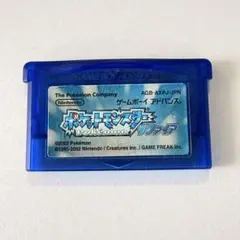 The Pokémon Company
AGB-AXPJ-JPN
Nintendo
ゲームボーイ アドバンス
ポケットモンスター
サファイア
©2002 Pokémon
©1995-2002 Nintendo / Creatures inc. / GAME FREAK inc.